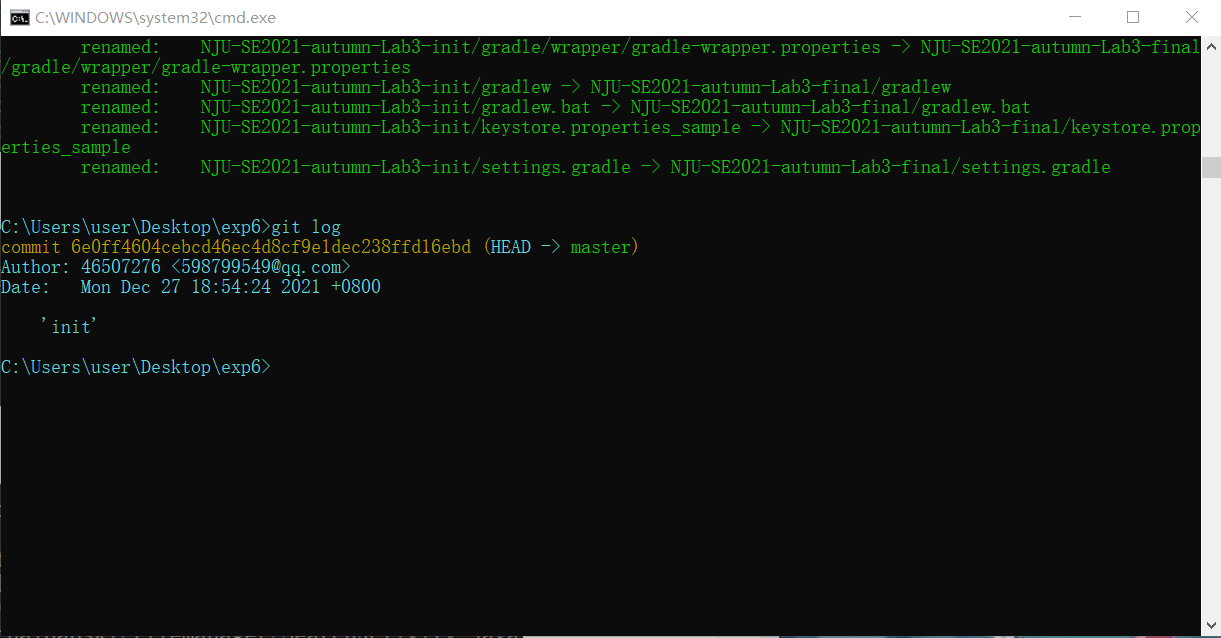 C:\WINDOWS\system32\cmd.exe
renamed: NJU-SE2021-autumn-Lab3-init/gradle/wrapper/gradle-wrapper.properties -> NJU-SE2021-autumn-Lab3-final
/gradle/wrapper/gradle-wrapper.properties
renamed: NJU-SE2021-autumn-Lab3-init/gradlew -> NJU-SE2021-autumn-Lab3-final/gradlew
renamed: NJU-SE2021-autumn-Lab3-init/gradlew.bat -> NJU-SE2021-autumn-Lab3-final/gradlew.bat
renamed: NJU-SE2021-autumn-Lab3-init/keystore.properties_sample -> NJU-SE2021-autumn-Lab3-final/keystore.prop
erties_sample
renamed: NJU-SE2021-autumn-Lab3-init/settings.gradle -> NJU-SE2021-autumn-Lab3-final/settings.gradle
C:\Users\user\Desktop\exp6>git log
commit 6e0ff4604cebcd46ec4d8cf9e1dec238ffd16ebd (HEAD -> master)
Author: 46507276 <598799549@qq.com>
Date: Mon Dec 27 18:54:24 2021 +0800
'init'
C:\Users\user\Desktop\exp6>